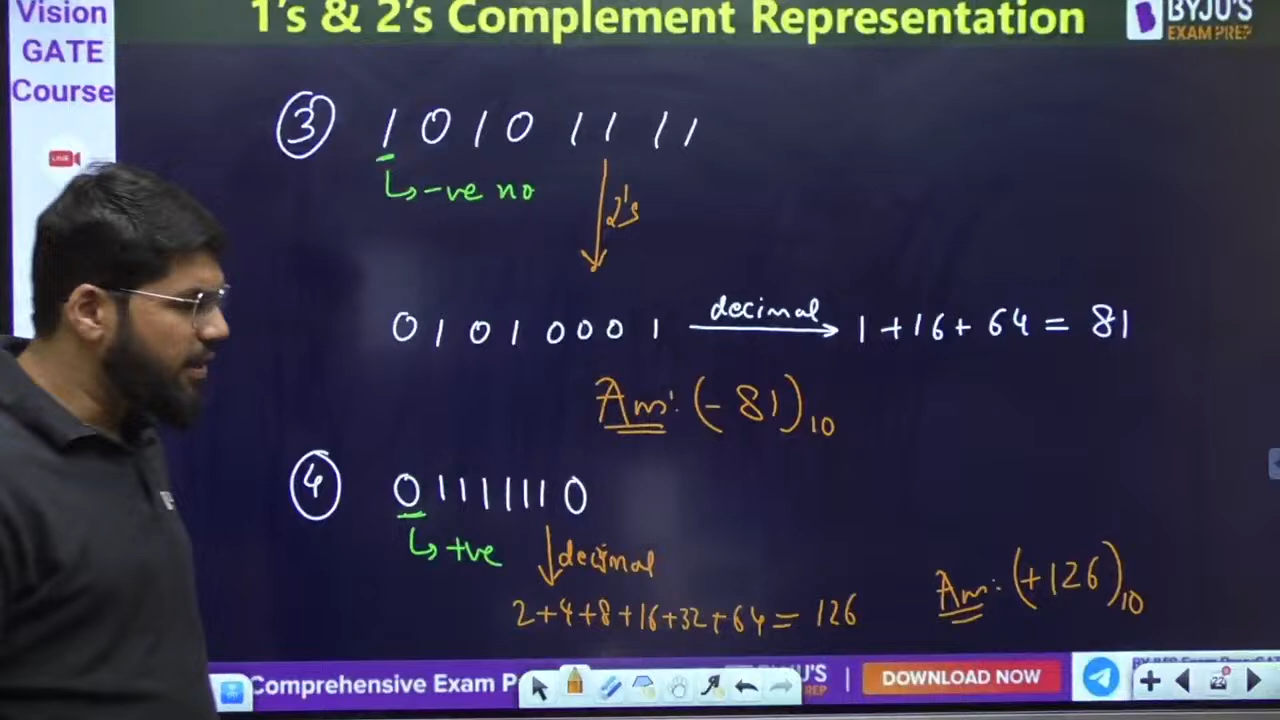 Vision
GATE
Course
1's & 2's Complement Representation
BYJU'S
EXAM PREP
LIVE
3 1 0 1 0 1 1 1 1
-ve no
2's
0 1 0 1 0 0 0 1 decimal 1 + 16 + 64 = 81
Ans: (-81)10
4 0 1 1 1 1 1 1 0
+ve
decimal
2+4+8+16+32+64 = 126
Ans: (+126)10
Comprehensive Exam P
BYJU'S
DOWNLOAD NOW
22